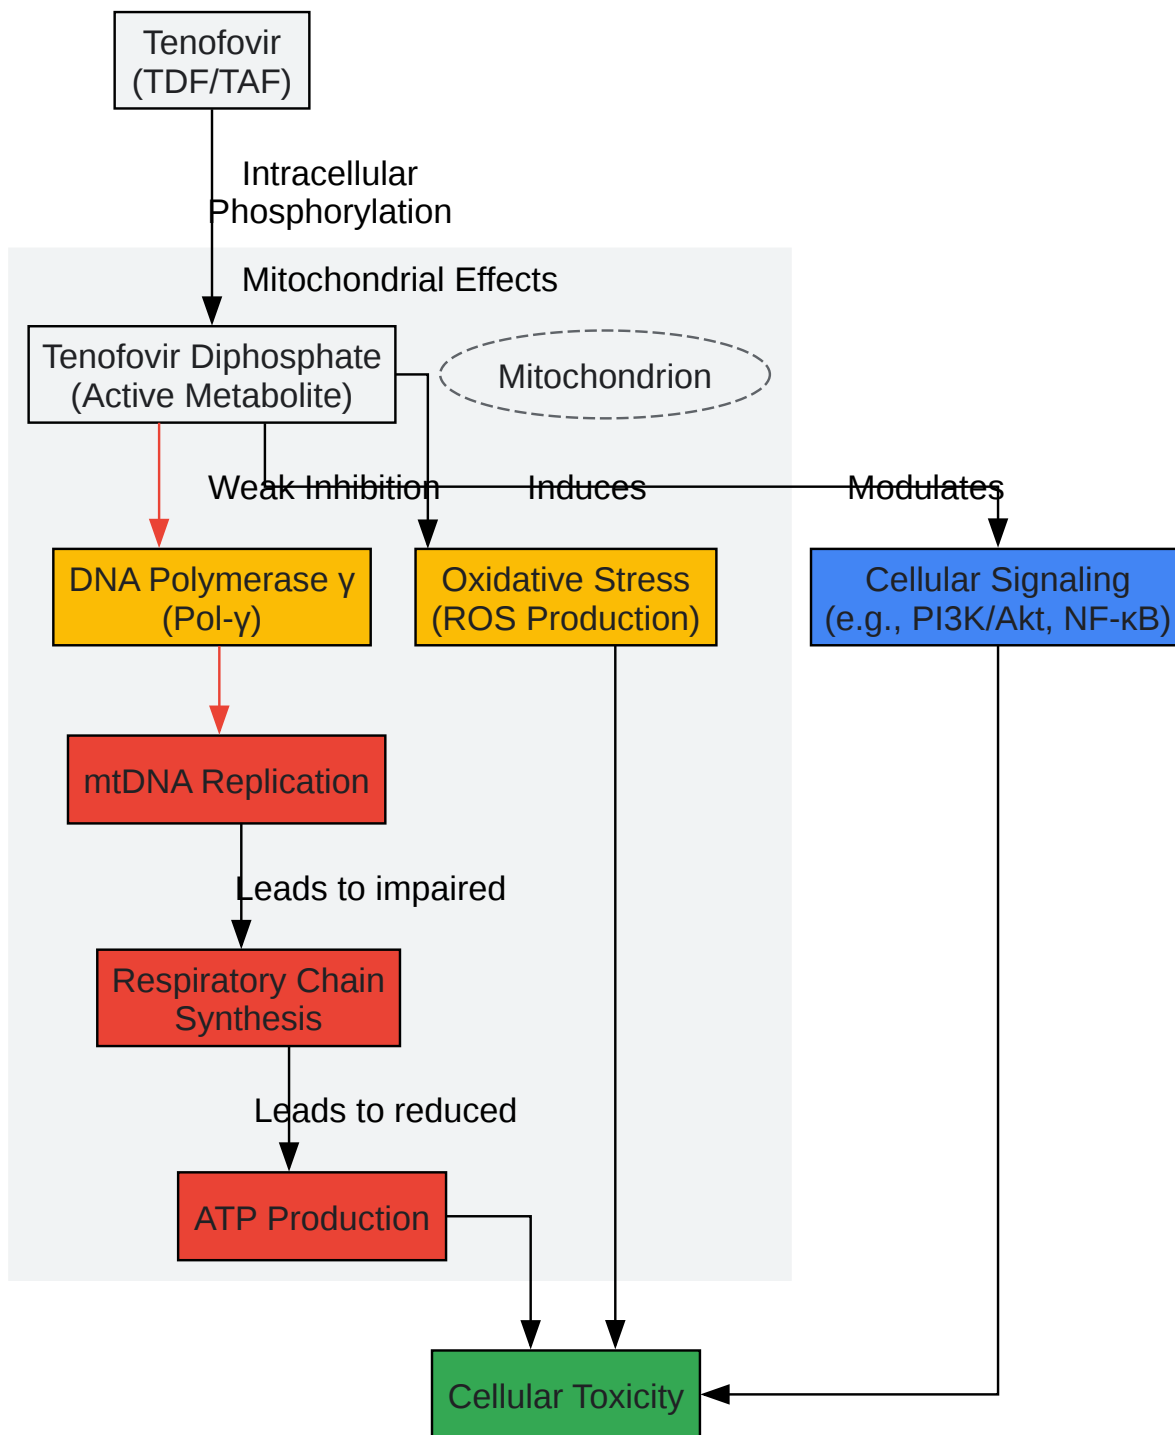 Tenofovir
(TDF/TAF)
Intracellular
Phosphorylation
Mitochondrial Effects
Tenofovir Diphosphate
(Active Metabolite)
Mitochondrion
Weak Inhibition
Induces
Modulates
DNA Polymerase γ
(Pol-γ)
Oxidative Stress
(ROS Production)
Cellular Signaling
(e.g., PI3K/Akt, NF-κB)
mtDNA Replication
Leads to impaired
Respiratory Chain
Synthesis
Leads to reduced
ATP Production
Cellular Toxicity